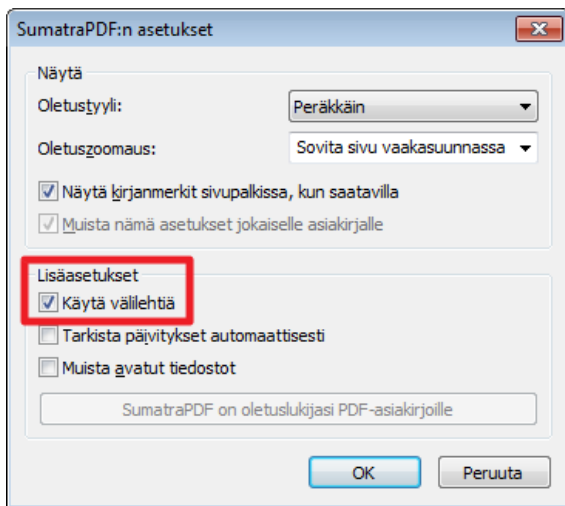 SumatraPDF:n asetukset
Näytä
Oletustyyli:
Peräkkäin
Oletuszoomaus:
Sovita sivu vaakasuunnassa
Näytä kirjanmerkit sivupalkissa, kun saatavilla
Muista nämä asetukset jokaiselle asiakirjalle
Lisäasetukset
Käytä välilehtiä
Tarkista päivitykset automaattisesti
Muista avatut tiedostot
SumatraPDF on oletuslukijasi PDF-asiakirjoille
OK
Peruuta